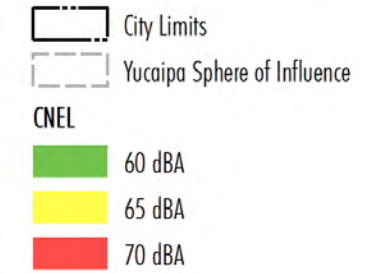 City Limits
Yucaipa Sphere of Influence
CNEL
60 dBA
65 dBA
70 dBA